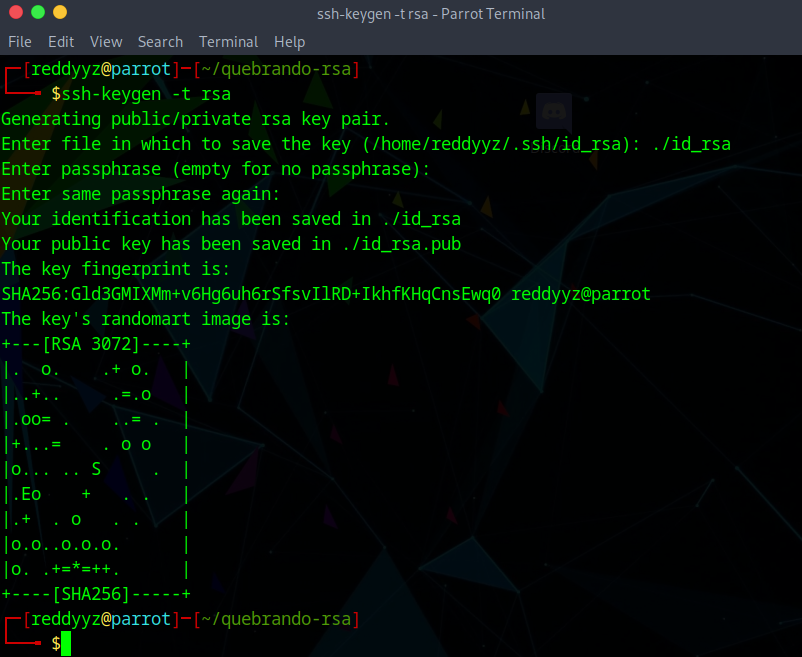 ssh-keygen -t rsa - Parrot Terminal
File Edit View Search Terminal Help
┌─[reddyyz@parrot]─[~/quebrando-rsa]
└──╼ $ssh-keygen -t rsa
Generating public/private rsa key pair.
Enter file in which to save the key (/home/reddyyz/.ssh/id_rsa): ./id_rsa
Enter passphrase (empty for no passphrase):
Enter same passphrase again:
Your identification has been saved in ./id_rsa
Your public key has been saved in ./id_rsa.pub
The key fingerprint is:
SHA256:Gld3GMIXMm+v6Hg6uh6rSfsvIlRD+IkhfKHqCnsEwq0 reddyyz@parrot
The key's randomart image is:
+---[RSA 3072]----+
|.  o.    .+ o.   |
|..+..     .=.o   |
|.oo= .    ..= .  |
|+...=    . o o   |
|o... .. S     .  |
|.Eo    +   . .   |
|.+  . o   . .    |
|o.o..o.o.o.      |
|o. .+=*=++.      |
+----[SHA256]-----+
┌─[reddyyz@parrot]─[~/quebrando-rsa]
└──╼ $